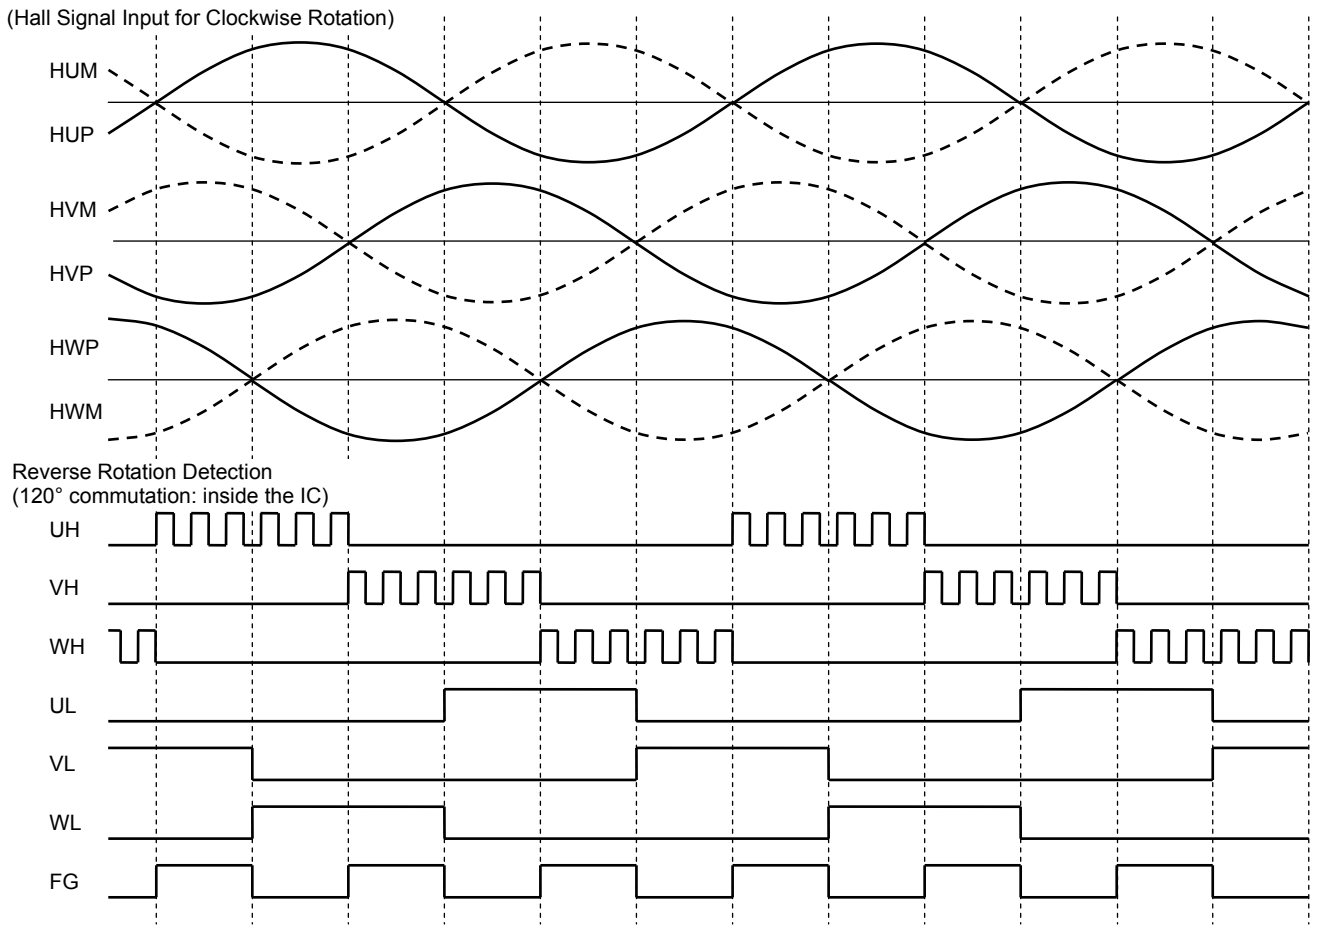 (Hall Signal Input for Clockwise Rotation)
HUM
HUP
HVM
HVP
HWP
HWM
Reverse Rotation Detection
(120° commutation: inside the IC)
UH
VH
WH
UL
VL
WL
FG